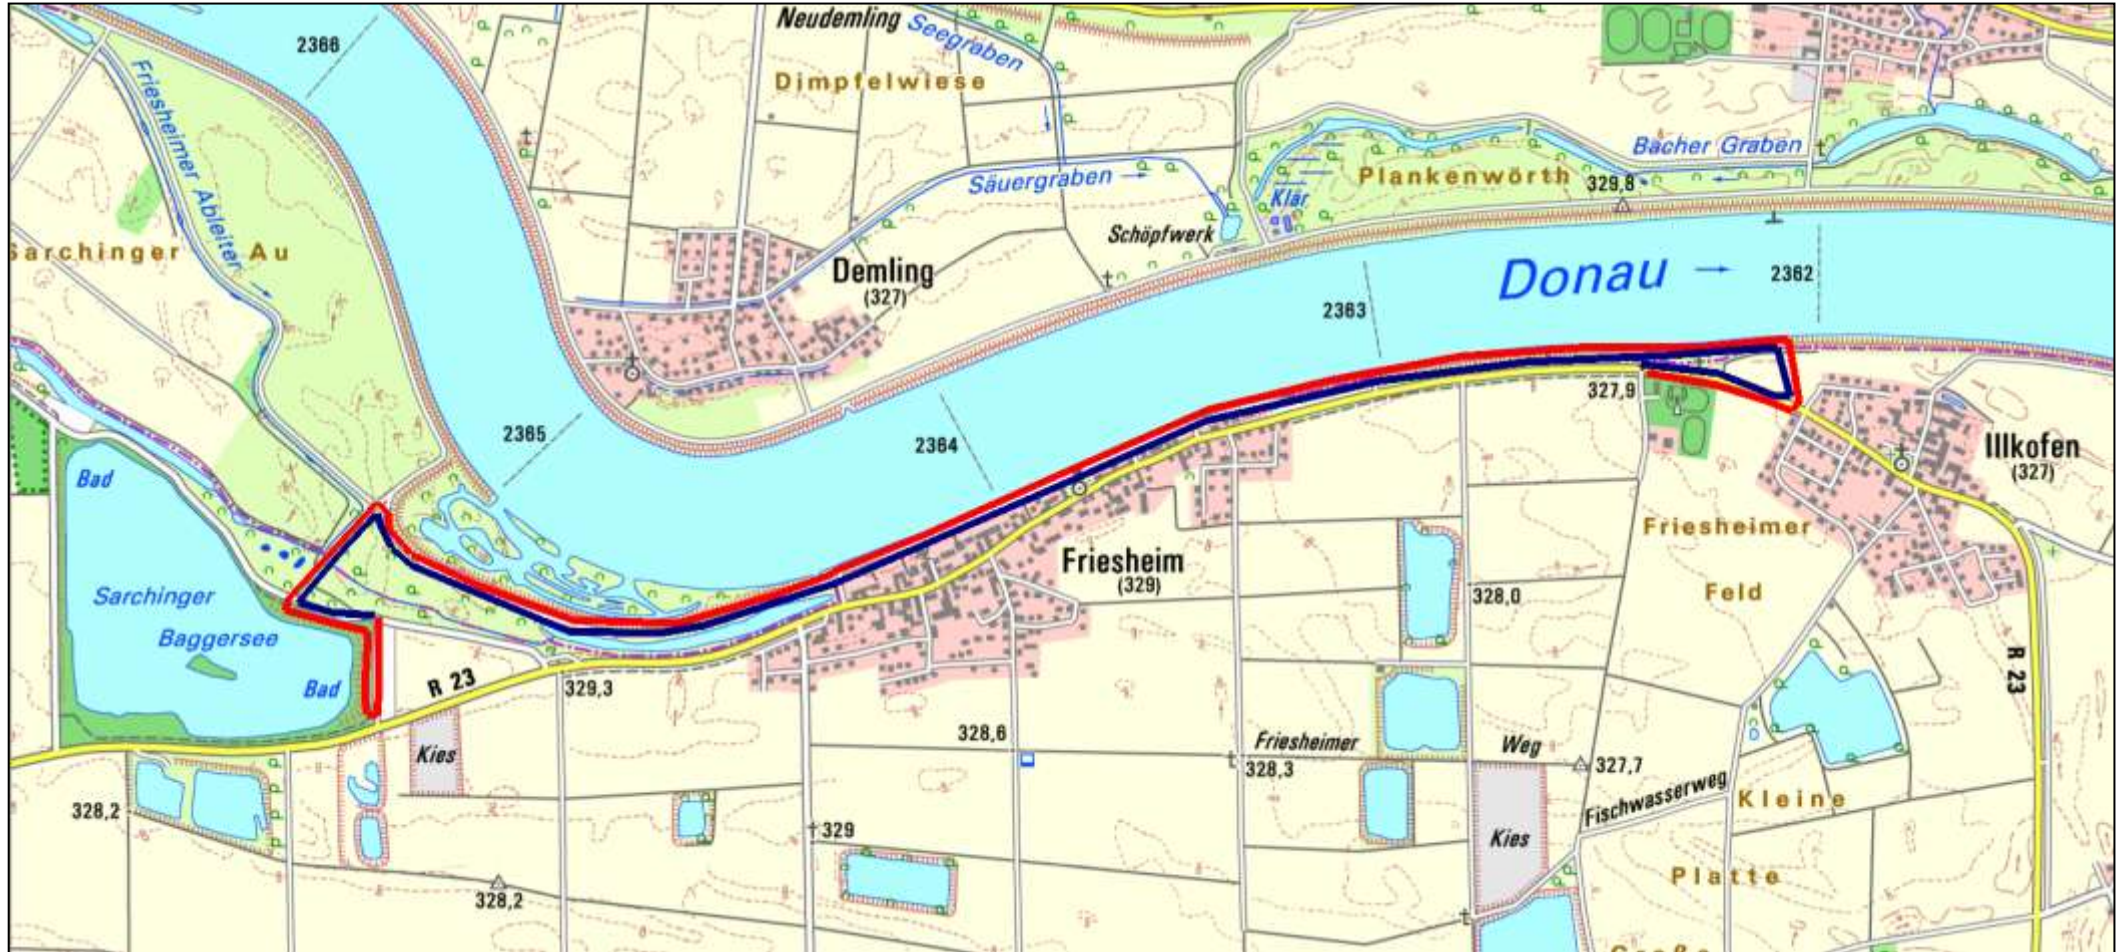 Neudemling
Seegraben
2366
Dimpfelwiese
Friesheimer Ableiter
Bacher Graben
Säuergraben
Plankenwörth
329,8
Klär
Schöpfwerk
Sarchinger Au
Demling
(327)
Donau
2362
2363
327,9
2365
2364
Illkofen
(327)
Bad
Friesheimer
Feld
Friesheim
(329)
Sarchinger
Baggersee
328,0
Bad
R 23
329,3
R 23
328,6
Friesheimer
Weg
Kies
328,3
327,7
Fischwasserweg
Kleine
328,2
329
Kies
Platte
328,2
Große